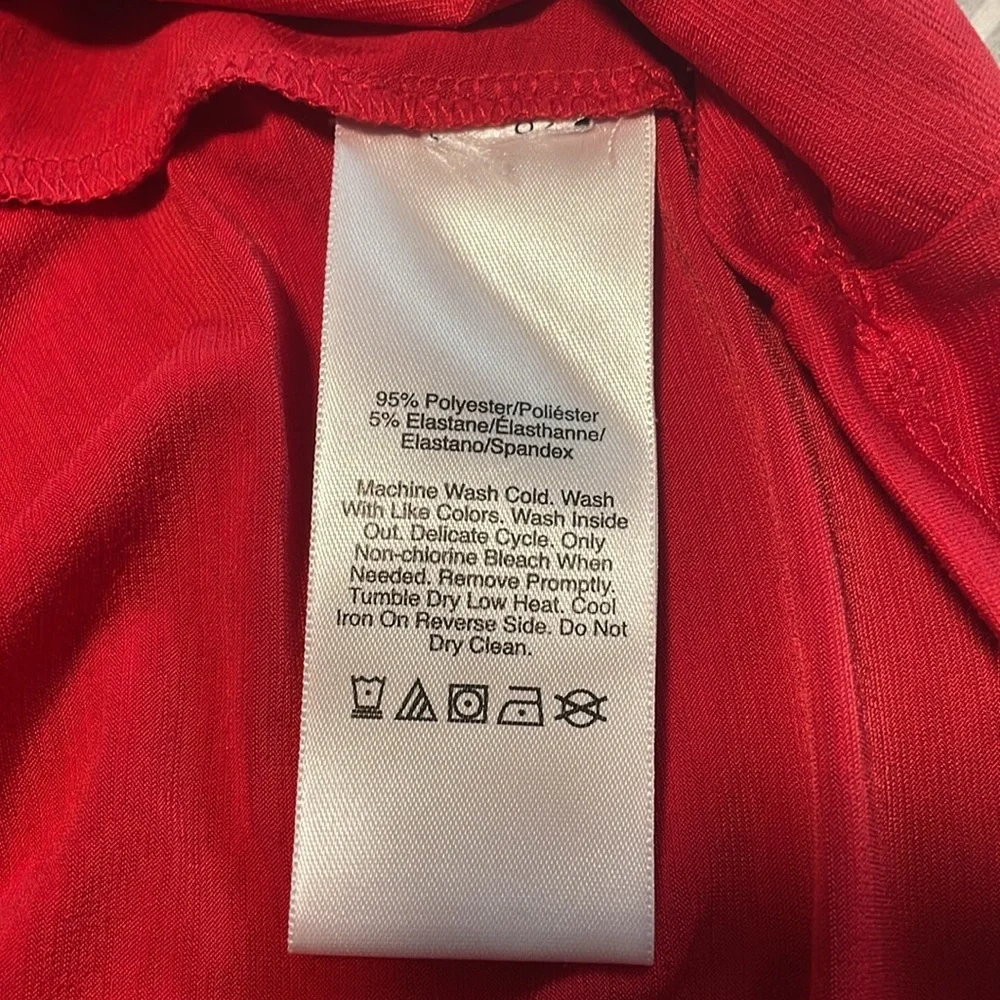 95% Polyester/Poliéster
5% Elastane/Élasthanne/
Elastano/Spandex
Machine Wash Cold. Wash
With Like Colors. Wash Inside
Out. Delicate Cycle. Only
Non-chlorine Bleach When
Needed. Remove Promptly.
Tumble Dry Low Heat. Cool
Iron On Reverse Side. Do Not
Dry Clean.